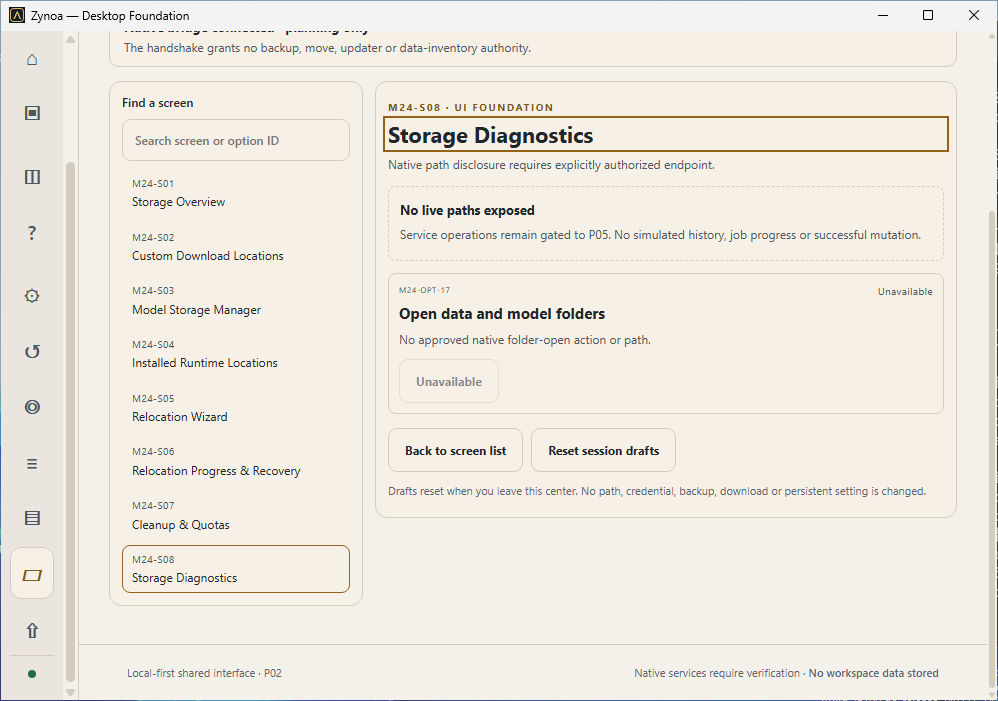 Zynoa — Desktop Foundation
The handshake grants no backup, move, updater or data-inventory authority.
Find a screen
Search screen or option ID
M24-S01
Storage Overview
M24-S02
Custom Download Locations
M24-S03
Model Storage Manager
M24-S04
Installed Runtime Locations
M24-S05
Relocation Wizard
M24-S06
Relocation Progress & Recovery
M24-S07
Cleanup & Quotas
M24-S08
Storage Diagnostics
M24-S08 · UI FOUNDATION
Storage Diagnostics
Native path disclosure requires explicitly authorized endpoint.
No live paths exposed
Service operations remain gated to P05. No simulated history, job progress or successful mutation.
M24-OPT-17
Unavailable
Open data and model folders
No approved native folder-open action or path.
Unavailable
Back to screen list
Reset session drafts
Drafts reset when you leave this center. No path, credential, backup, download or persistent setting is changed.
Local-first shared interface · P02
Native services require verification · No workspace data stored